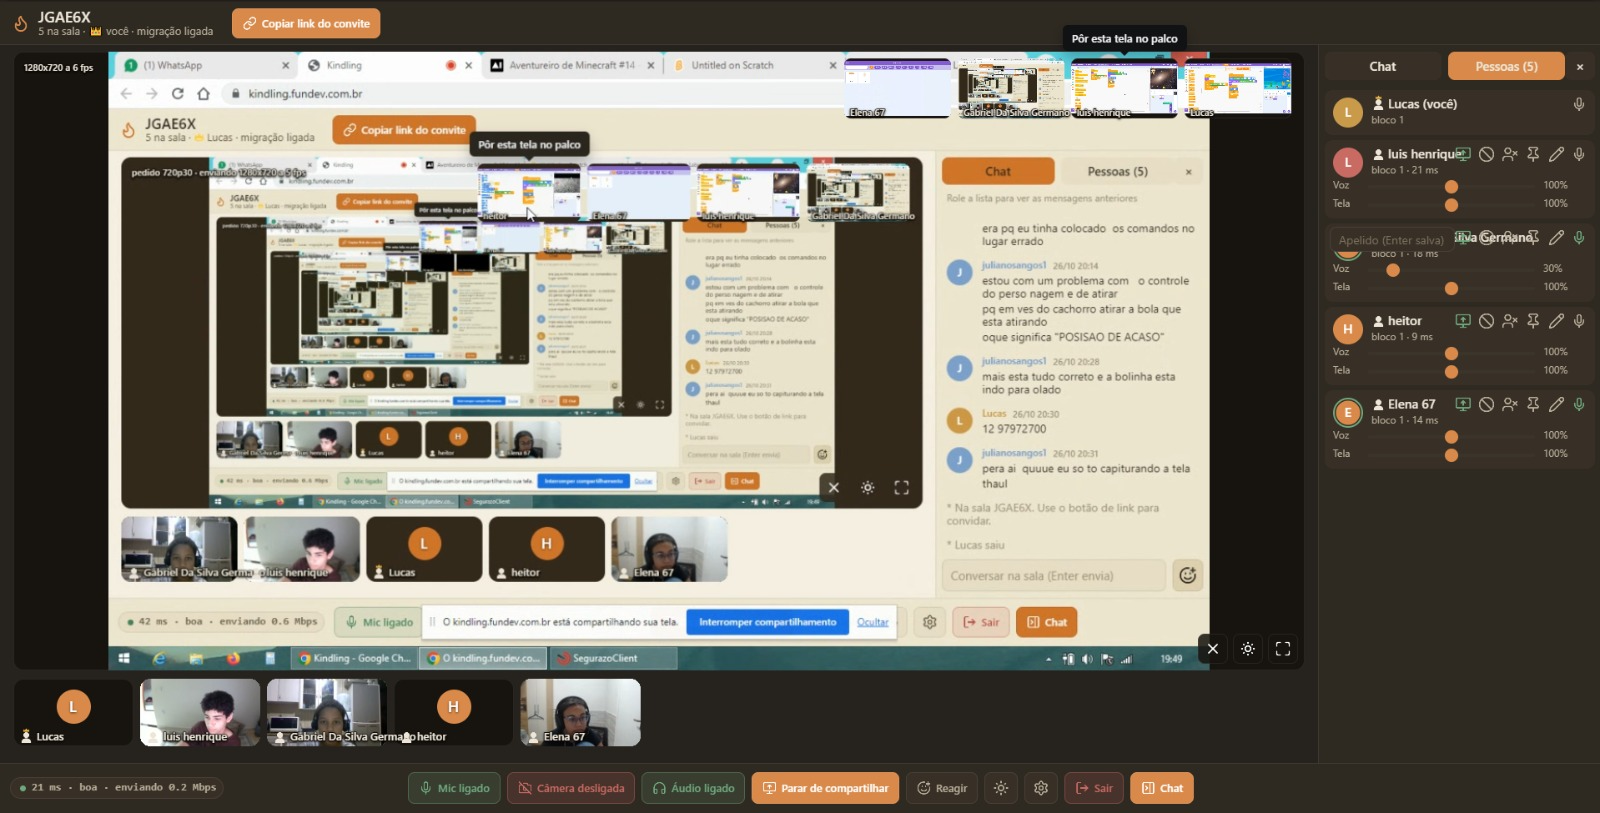 JGAE6X
5 na sala · você · migração ligada
Copiar link do convite
Pôr esta tela no palco
1280x720 a 6 fps
(1) WhatsApp
Kindling
Aventureiro de Minecraft #14
Untitled on Scratch
kindling.fundev.com.br
Elena 67
Gabriel Da Silva Germano
luis henrique
Lucas
JGAE6X
5 na sala · Lucas · migração ligada
Copiar link do convite
Pôr esta tela no palco
heitor
Elena 67
luis henrique
Gabriel DaSilvaGermano
Chat
Pessoas (5)
Role a lista para ver as mensagens anteriores
era pq eu tinha colocado os comandos no
lugar errado
julianosangos1 26/10 20:14
estou com um problema com o controle
do perso nagem e de atirar
pq em ves do cachorro atirar a bola que
esta atirando
oque significa "POSISAO DE ACASO"
julianosangos1 26/10 20:28
mais esta tudo correto e a bolinha esta
indo para olado
Lucas 26/10 20:30
12 97972700
julianosangos1 26/10 20:31
pera ai quuue eu so to capiturando a tela
thaul
* Na sala JGAE6X. Use o botão de link para
convidar.
* Lucas saiu
Conversar na sala (Enter envia)
Gabriel Da Silva Germa
luis henrique
L
Lucas
H
heitor
Elena 67
42 ms · boa · enviando 0.6 Mbps
Mic ligado
O kindling.fundev.com.br está compartilhando sua tela.
Interromper compartilhamento
Ocultar
Sair
Chat
Kindling - Google Ch...
O kindling.fundev.co...
SegurazoClient
19:49
L
Lucas
luis henrique
Gabriel Da Silva Germano
H
heitor
Elena 67
21 ms · boa · enviando 0.2 Mbps
Mic ligado
Câmera desligada
Áudio ligado
Parar de compartilhar
Reagir
Sair
Chat
Chat
Pessoas (5)
L
Lucas (você)
bloco 1
L
luis henrique
bloco 1 · 21 ms
Voz 100%
Tela 100%
Apelido (Enter salva)
Silva Germano
bloco 1 · 18 ms
Voz 30%
Tela 100%
H
heitor
bloco 1 · 9 ms
Voz 100%
Tela 100%
E
Elena 67
bloco 1 · 14 ms
Voz 100%
Tela 100%